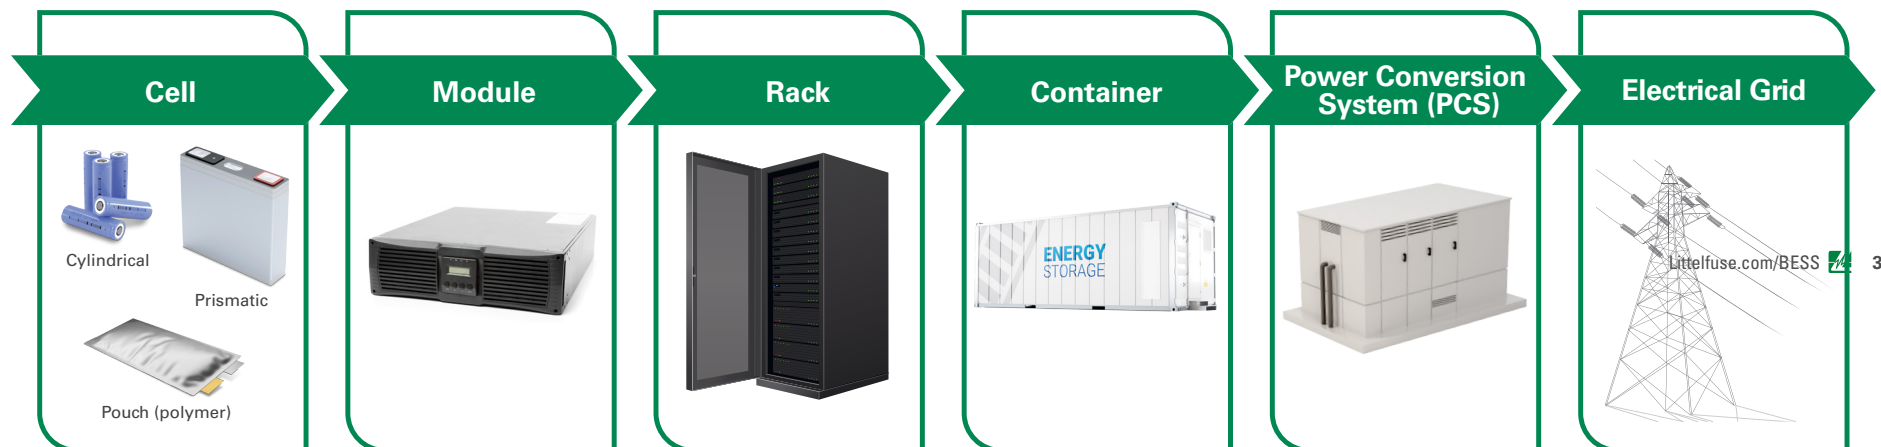 Cell
Module
Rack
Container
Power Conversion
System (PCS)
Electrical Grid
Cylindrical
Prismatic
Pouch (polymer)
ENERGY
STORAGE
Littelfuse.com/BESS
3